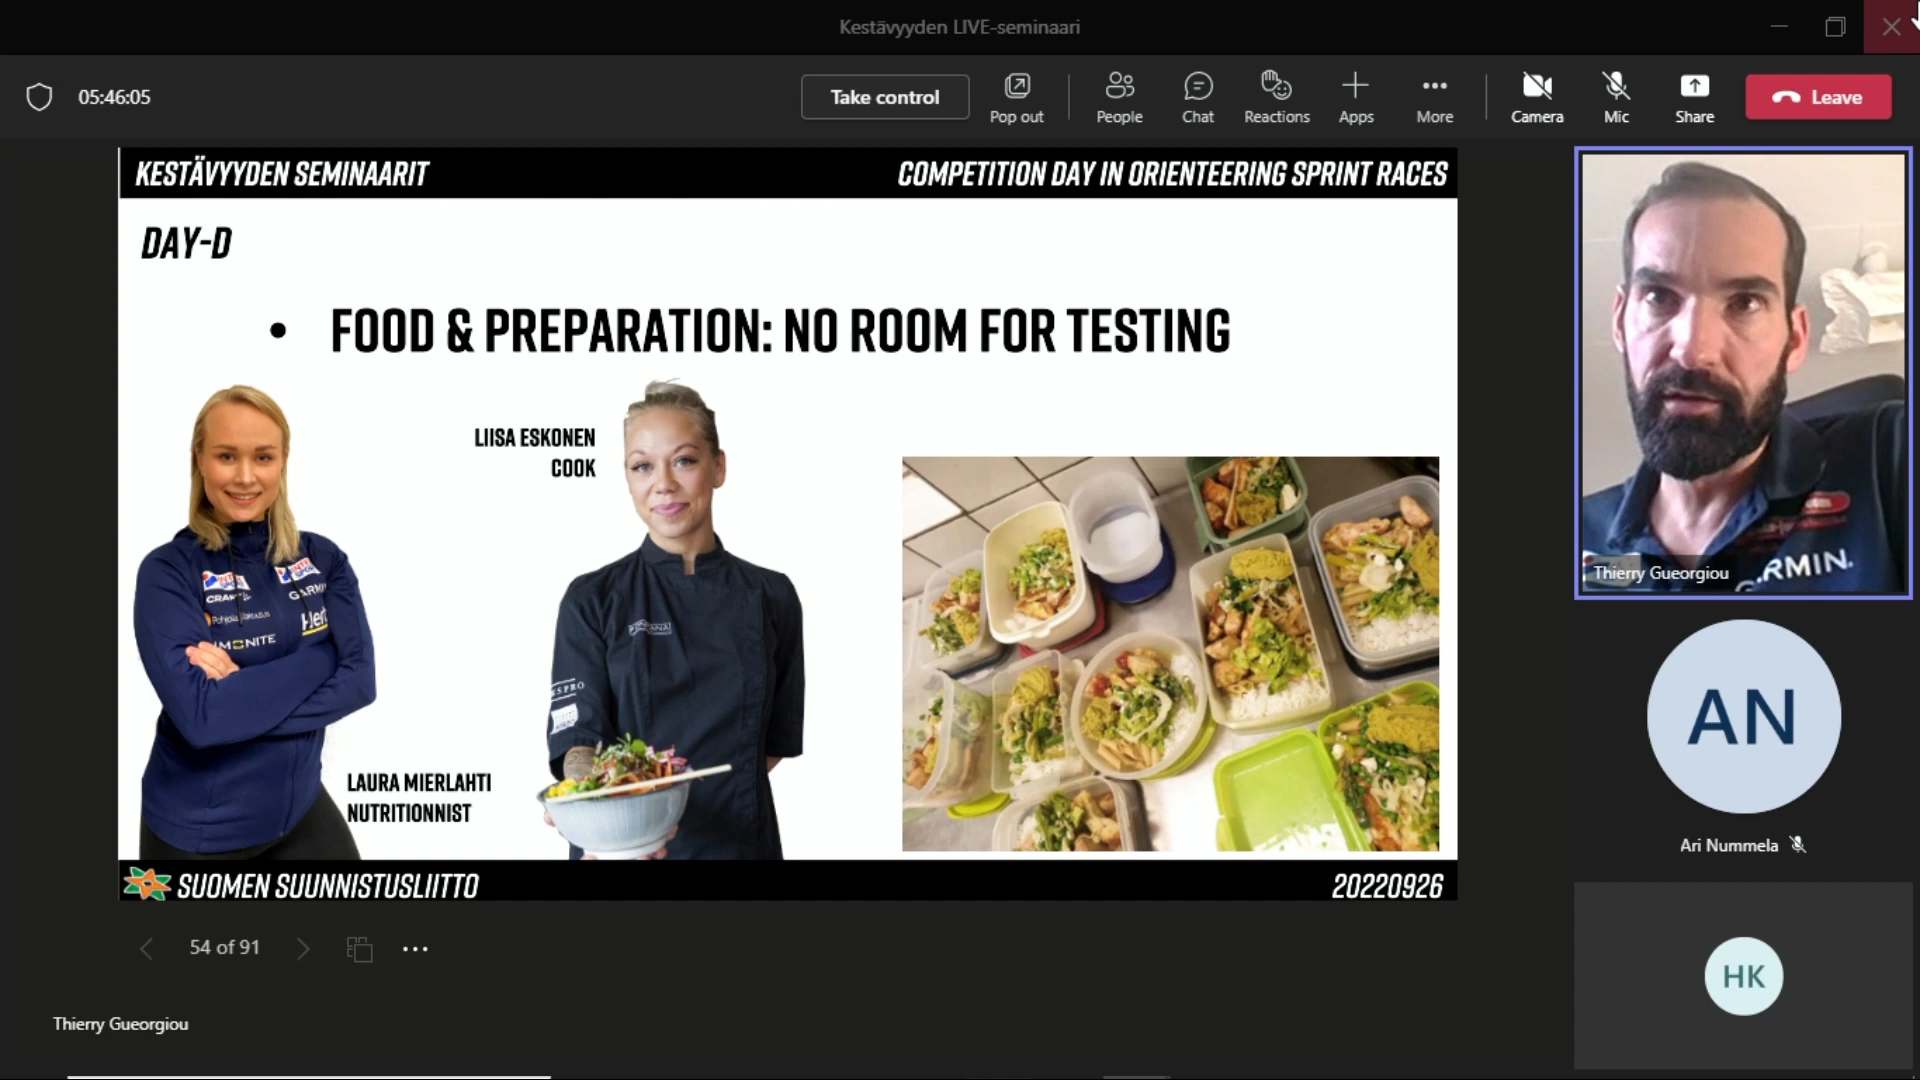 Kestävyyden LIVE-seminaari
05:46:05
Take control
Pop out
People
Chat
Reactions
Apps
More
Camera
Mic
Share
Leave
KESTÄVYYDEN SEMINAARIT
COMPETITION DAY IN ORIENTEERING SPRINT RACES
DAY-D
• FOOD & PREPARATION: NO ROOM FOR TESTING
LIISA ESKONEN
COOK
LAURA MIERLAHTI
NUTRITIONNIST
SUOMEN SUUNNISTUSLIITTO
20220926
Thierry Gueorgiou
GARMIN.
AN
Ari Nummela
HK
54 of 91
Thierry Gueorgiou